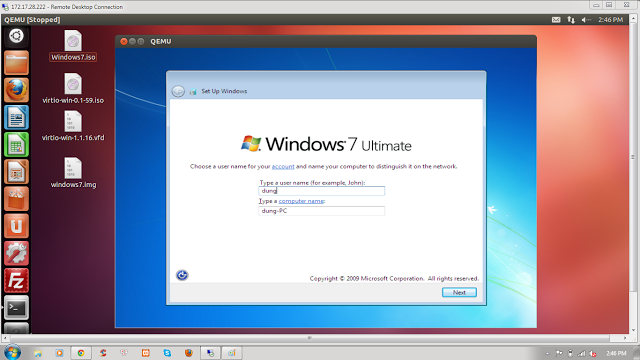 172.17.28.222 - Remote Desktop Connection
QEMU [Stopped]
2:46 PM
Windows7.iso
virtio-win-0.1-59.iso
virtio-win-1.1.16.vfd
windows7.img
QEMU
Set Up Windows
Windows 7 Ultimate
Choose a user name for your account and name your computer to distinguish it on the network.
Type a user name (for example, John):
dung
Type a computer name:
dung-PC
Copyright © 2009 Microsoft Corporation. All rights reserved.
Next
2:46 PM